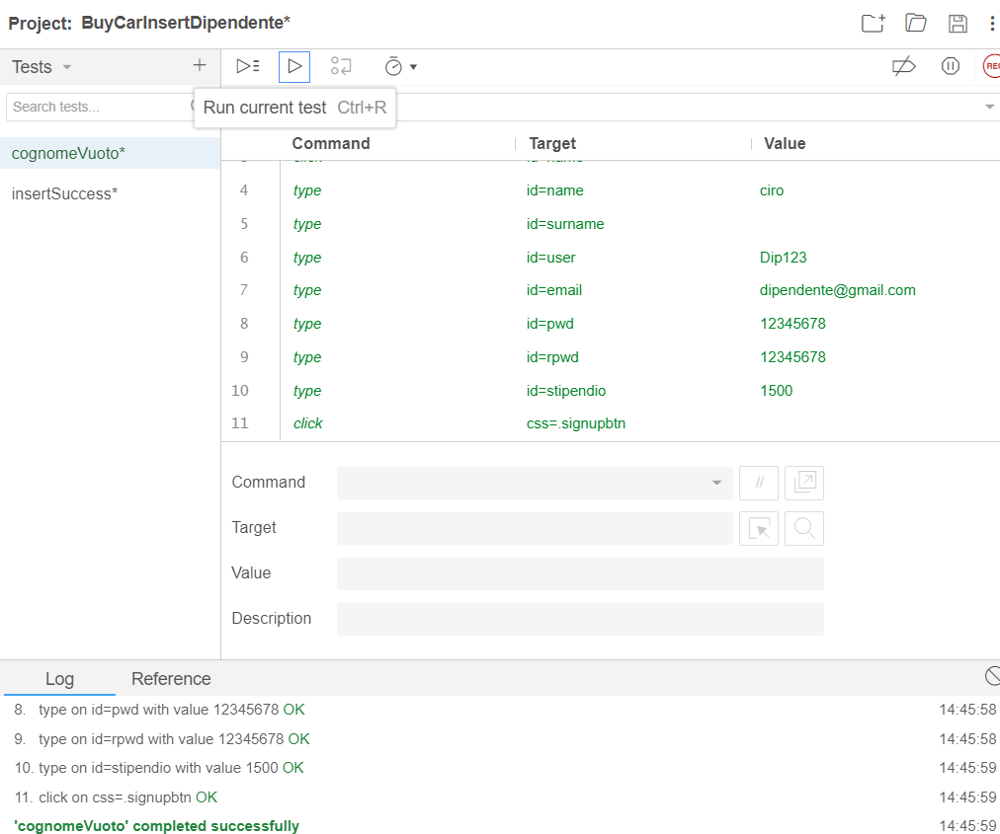 Project: BuyCarInsertDipendente*
Tests
REC
Run current test Ctrl+R
Search tests...
Command Target Value
cognomeVuoto*
insertSuccess*
3 click id=name
4 type id=name ciro
5 type id=surname
6 type id=user Dip123
7 type id=email dipendente@gmail.com
8 type id=pwd 12345678
9 type id=rpwd 12345678
10 type id=stipendio 1500
11 click css=.signupbtn
Command //
Target
Value
Description
Log Reference
8. type on id=pwd with value 12345678 OK 14:45:58
9. type on id=rpwd with value 12345678 OK 14:45:58
10. type on id=stipendio with value 1500 OK 14:45:59
11. click on css=.signupbtn OK 14:45:59
'cognomeVuoto' completed successfully 14:45:59